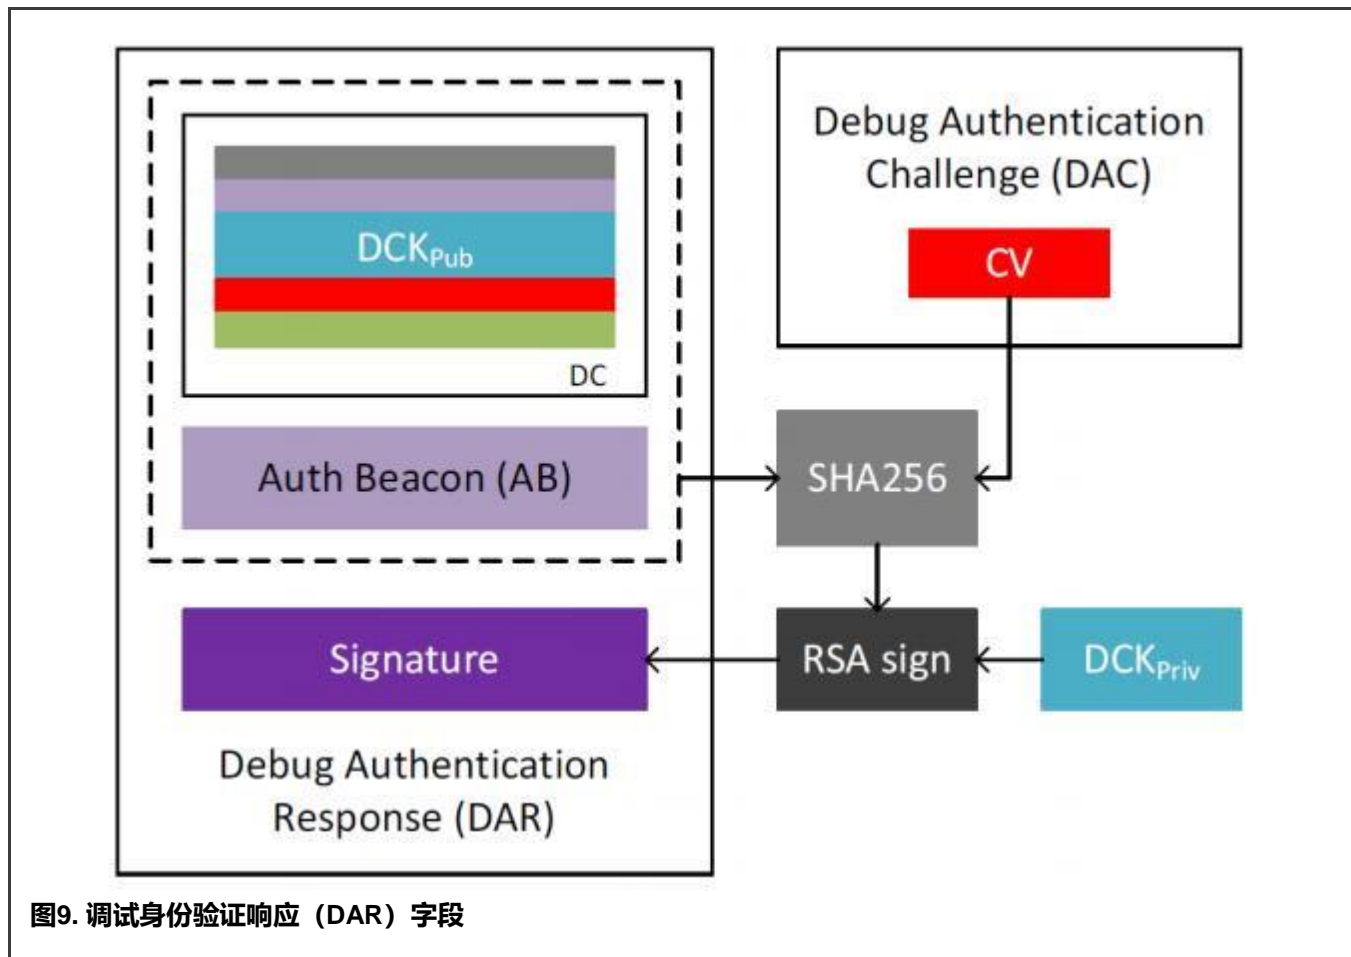 DCKPub
DC
Auth Beacon (AB)
Signature
Debug Authentication
Response (DAR)
Debug Authentication
Challenge (DAC)
CV
SHA256
RSA sign
DCKPriv
图9. 调试身份验证响应（DAR）字段